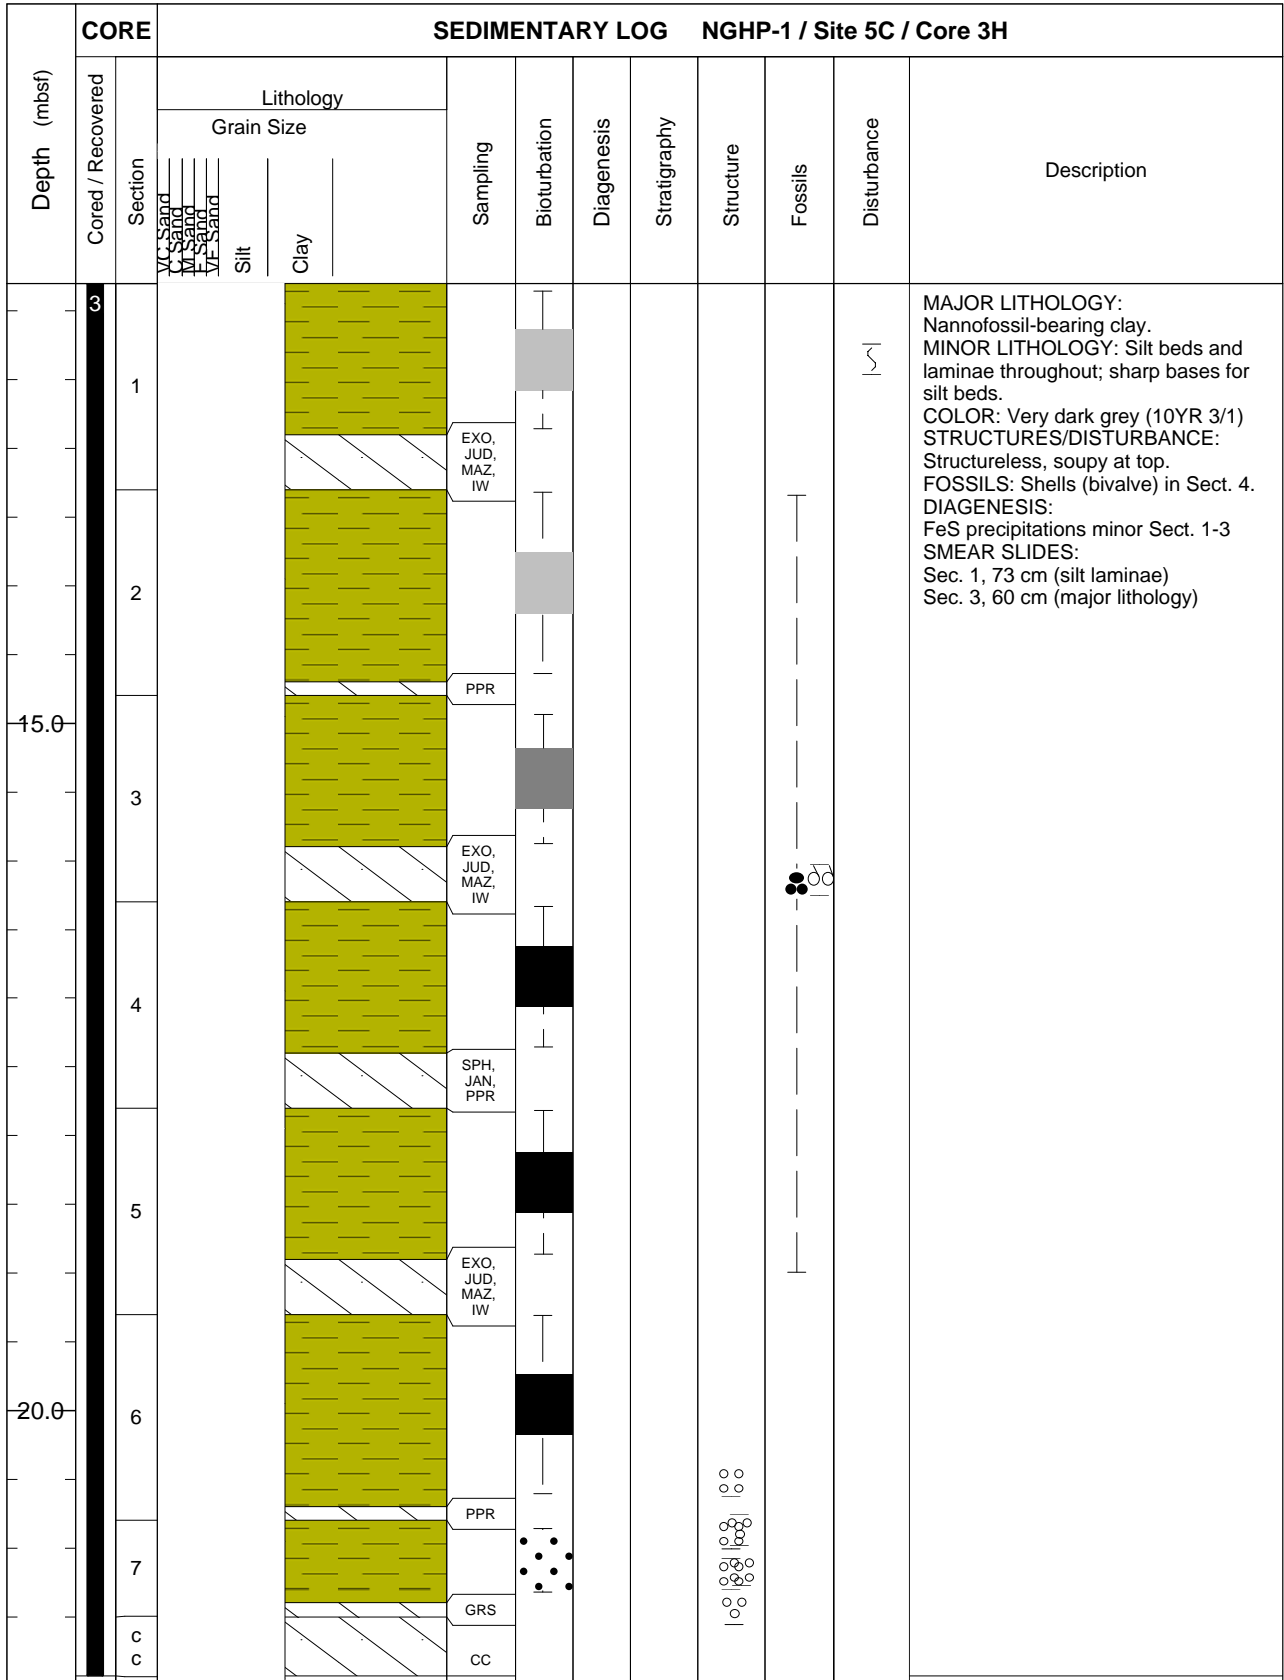 CORE
SEDIMENTARY LOG NGHP-1 / Site 5C / Core 3H
Depth (mbsf)
Cored / Recovered
Section
Lithology
Grain Size
VC Sand
C Sand
M Sand
F Sand
VF Sand
Silt
Clay
Sampling
Bioturbation
Diagenesis
Stratigraphy
Structure
Fossils
Disturbance
Description
3
MAJOR LITHOLOGY:
Nannofossil-bearing clay.
MINOR LITHOLOGY: Silt beds and
laminae throughout; sharp bases for
silt beds.
COLOR: Very dark grey (10YR 3/1)
STRUCTURES/DISTURBANCE:
Structureless, soupy at top.
FOSSILS: Shells (bivalve) in Sect. 4.
DIAGENESIS:
FeS precipitations minor Sect. 1-3
SMEAR SLIDES:
Sec. 1, 73 cm (silt laminae)
Sec. 3, 60 cm (major lithology)
1
EXO,
JUD,
MAZ,
IW
2
PPR
15.0
3
EXO,
JUD,
MAZ,
IW
4
SPH,
JAN,
PPR
5
EXO,
JUD,
MAZ,
IW
20.0
6
PPR
7
GRS
c
c
CC